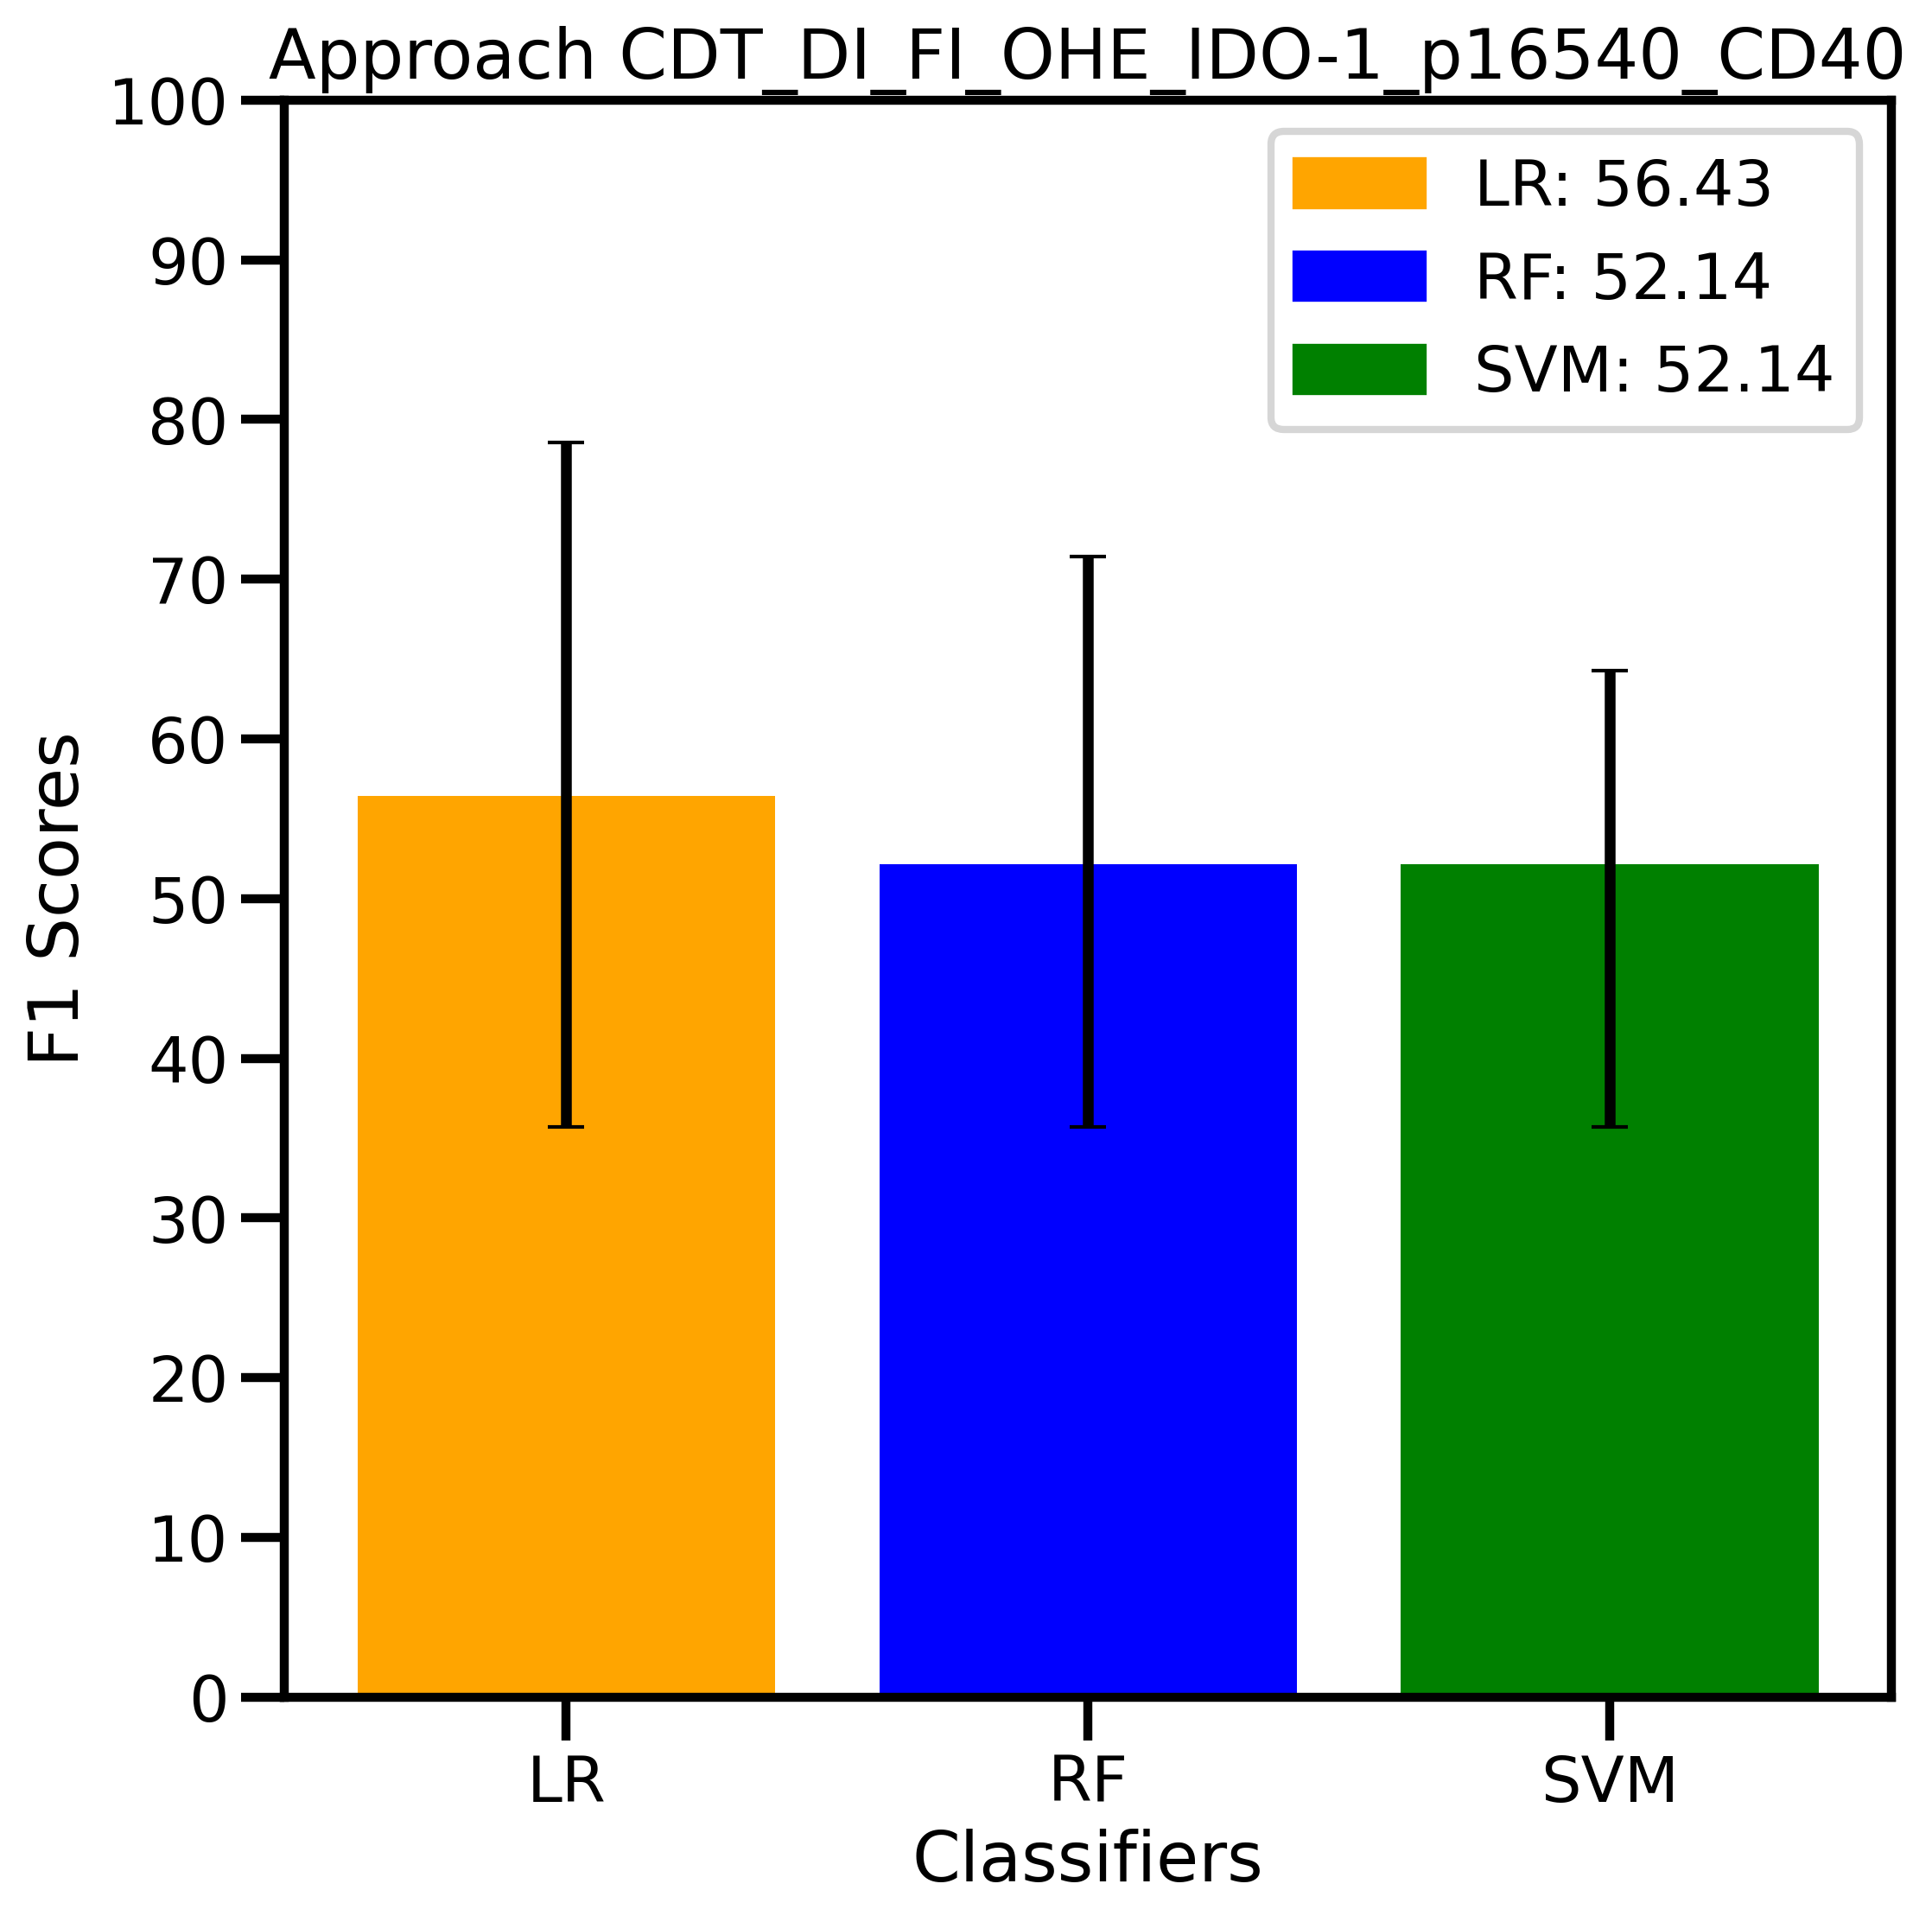 Approach CDT_DI_FI_OHE_IDO-1_p16540_CD40
100
90
80
70
60
50
40
30
20
10
0
F1 Scores
LR: 56.43
RF: 52.14
SVM: 52.14
LR
RF
SVM
Classifiers